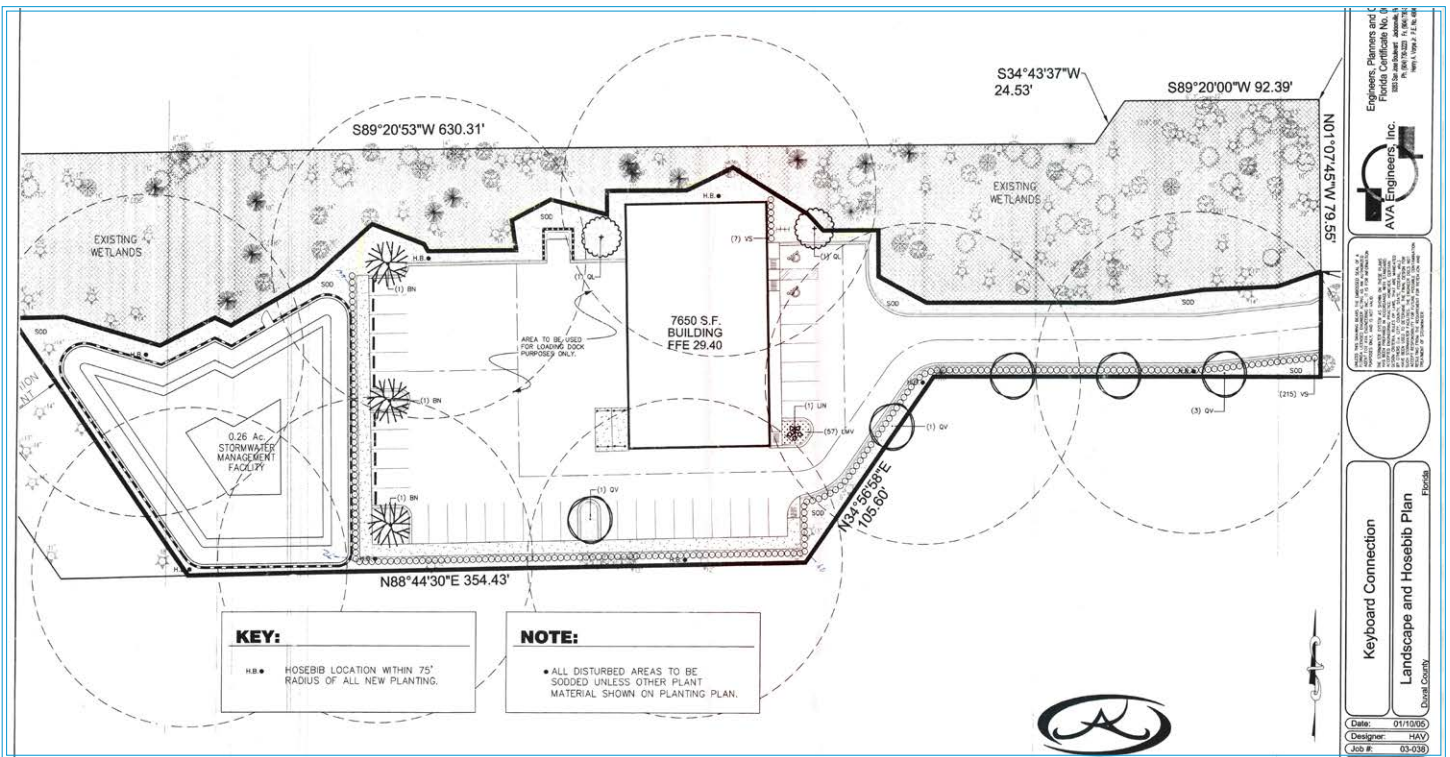 S89°20'53"W 630.31'
S34°43'37"W
24.53'
S89°20'00"W 92.39'
N01°07'45"W 79.55'
EXISTING
WETLANDS
EXISTING
WETLANDS
SOD
H.B.
H.B.
(7) VS
(1) QL
(1) QL
SOD
SOD
SOD
SOD
H.B.
(1) BN
AREA TO BE USED
FOR LOADING DOCK
PURPOSES ONLY.
7650 S.F.
BUILDING
FFE 29.40
(1) BN
(1) BN
0.26 Ac.
STORMWATER
MANAGEMENT
FACILITY
(1) QV
(1) QV
(3) QV
(215) VS
SOD
SOD
H.B.
H.B.
H.B.
N34°56'58"E
105.60'
N88°44'30"E 354.43'
KEY:
H.B. HOSEBIB LOCATION WITHIN 75'
RADIUS OF ALL NEW PLANTING.
NOTE:
• ALL DISTURBED AREAS TO BE
SODDED UNLESS OTHER PLANT
MATERIAL SHOWN ON PLANTING PLAN.
Engineers, Planners and
Florida Certificate No.
AVA Engineers, Inc.
Keyboard Connection
Landscape and Hosebib Plan
Duval County Florida
Date: 01/10/05
Designer: HAV
Job #: 03-038